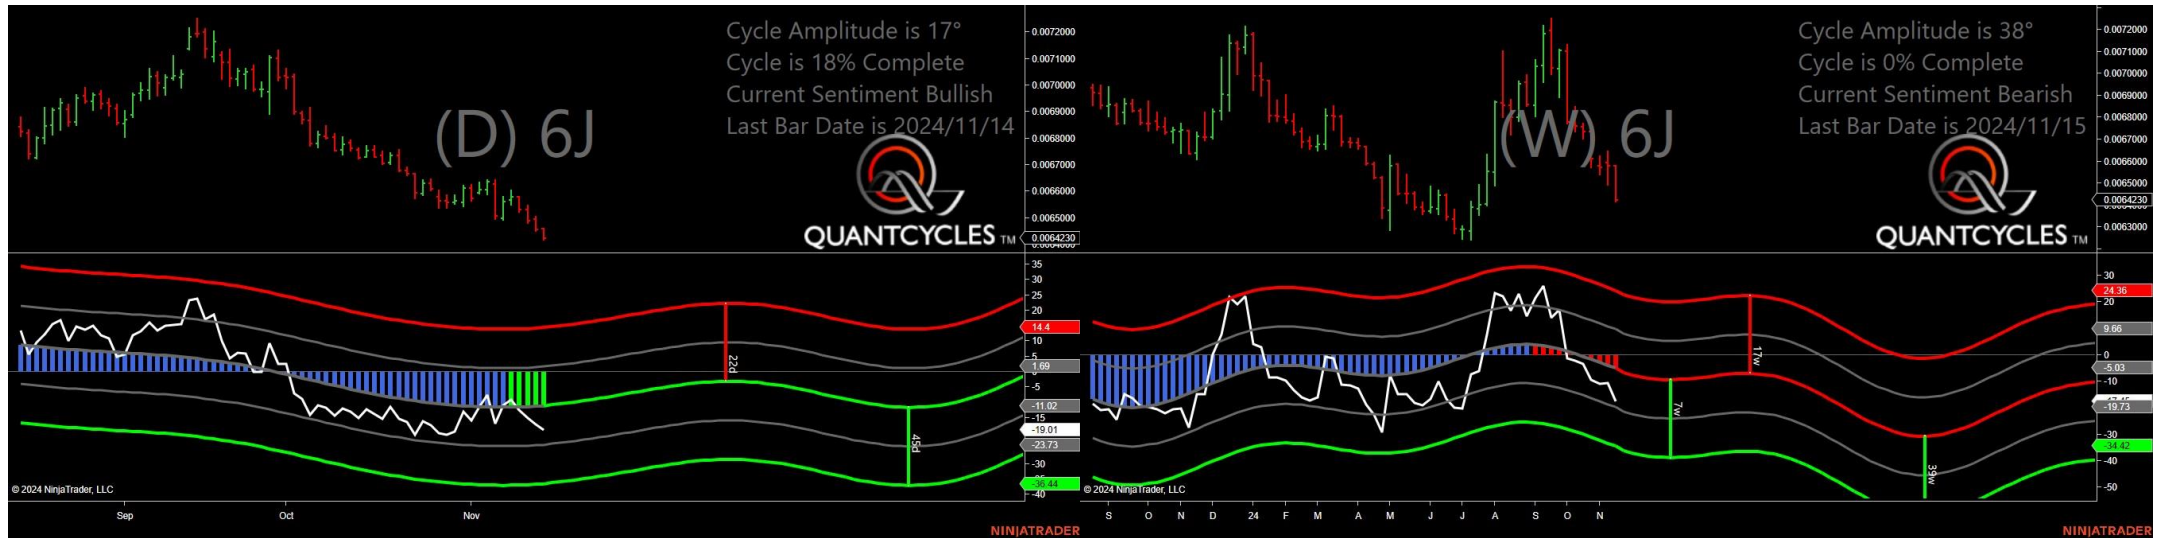 Cycle Amplitude is 17°
Cycle is 18% Complete
Current Sentiment Bullish
Last Bar Date is 2024/11/14
(D) 6J
QUANTCYCLES TM
0.0072000
0.0071000
0.0070000
0.0069000
0.0068000
0.0067000
0.0066000
0.0065000
0.0064230
35
30
25
20
14.4
10
5
1.69
-5
-11.02
-15
-19.01
-23.73
-30
-36.44
-40
22d
45d
© 2024 NinjaTrader, LLC
Sep Oct Nov
NINJATRADER
Cycle Amplitude is 38°
Cycle is 0% Complete
Current Sentiment Bearish
Last Bar Date is 2024/11/15
(W) 6J
QUANTCYCLES TM
0.0072000
0.0071000
0.0070000
0.0069000
0.0068000
0.0067000
0.0066000
0.0065000
0.0064230
0.0063000
30
24.36
20
9.66
0
-5.03
-10
-19.73
-30
-34.42
-40
-50
17w
7w
39w
© 2024 NinjaTrader, LLC
S O N D 24 F M A M J J A S O N
NINJATRADER